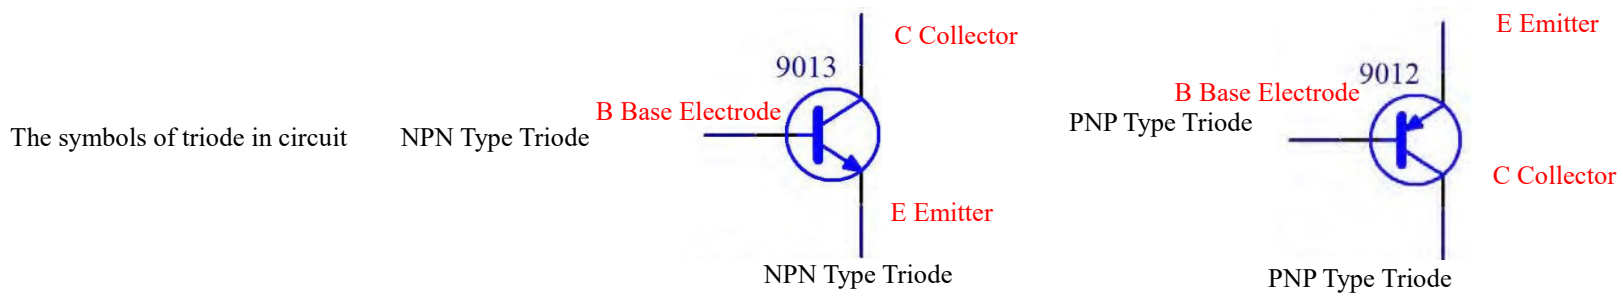 The symbols of triode in circuit
NPN Type Triode
B Base Electrode
9013
C Collector
E Emitter
NPN Type Triode
PNP Type Triode
B Base Electrode
9012
E Emitter
C Collector
PNP Type Triode